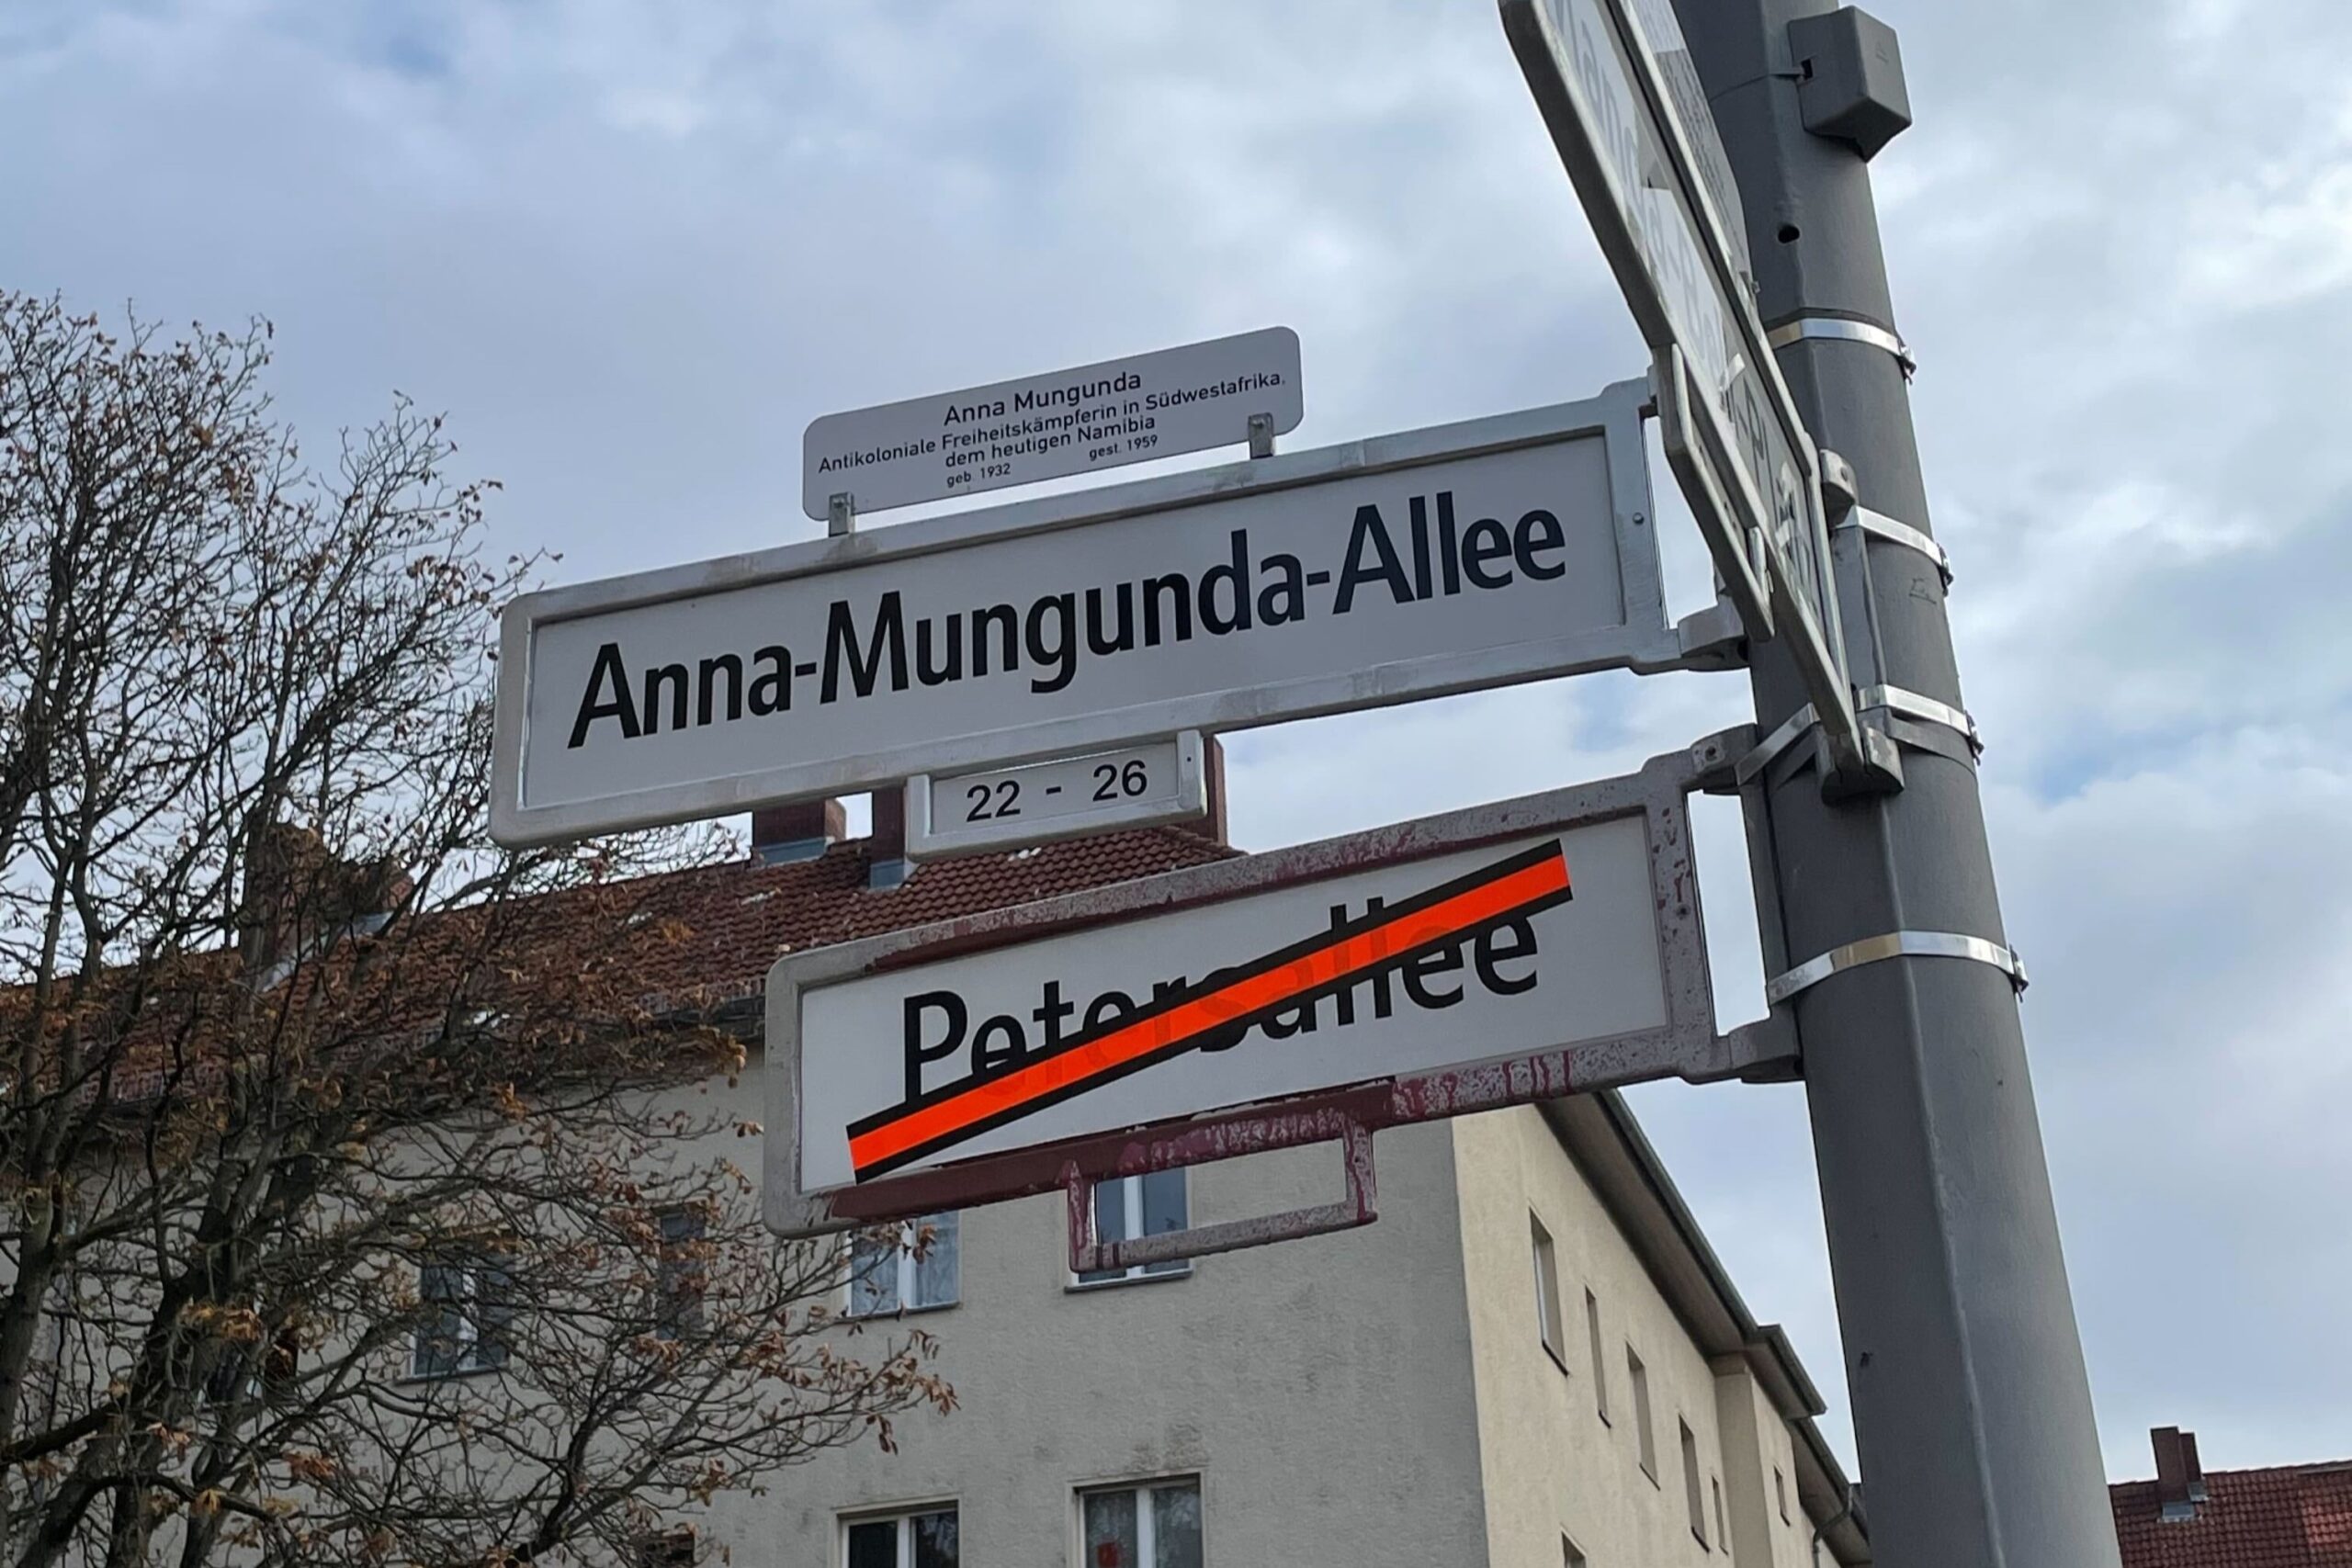 Anna Mungunda
Antikoloniale Freiheitskämpferin in Südwestafrika,
dem heutigen Namibia
geb. 1932 gest. 1959
Anna-Mungunda-Allee
22 - 26
Petersallee